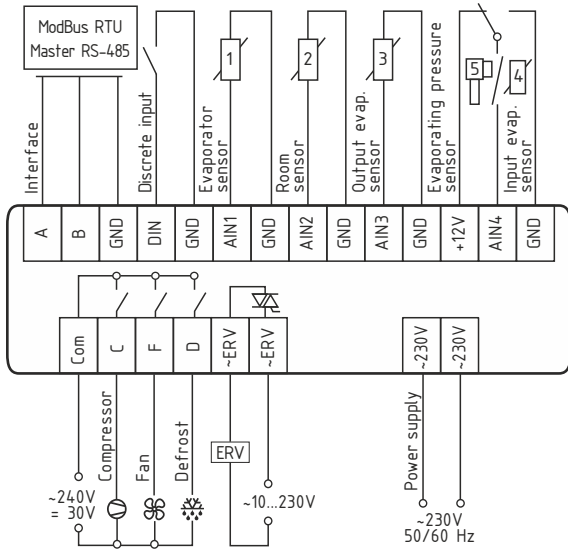 ModBus RTU
Master RS-485
Interface
Discrete input
Evaporator
sensor
1
Room
sensor
2
Output evap.
sensor
3
Evaporating pressure
sensor
5
4
Input evap.
sensor
A
B
GND
DIN
GND
AIN1
GND
AIN2
GND
AIN3
GND
+12V
AIN4
GND
Com
C
F
D
~ERV
~ERV
~230V
~230V
Compressor
Fan
Defrost
ERV
Power supply
~240V
= 30V
~10...230V
~230V
50/60 Hz